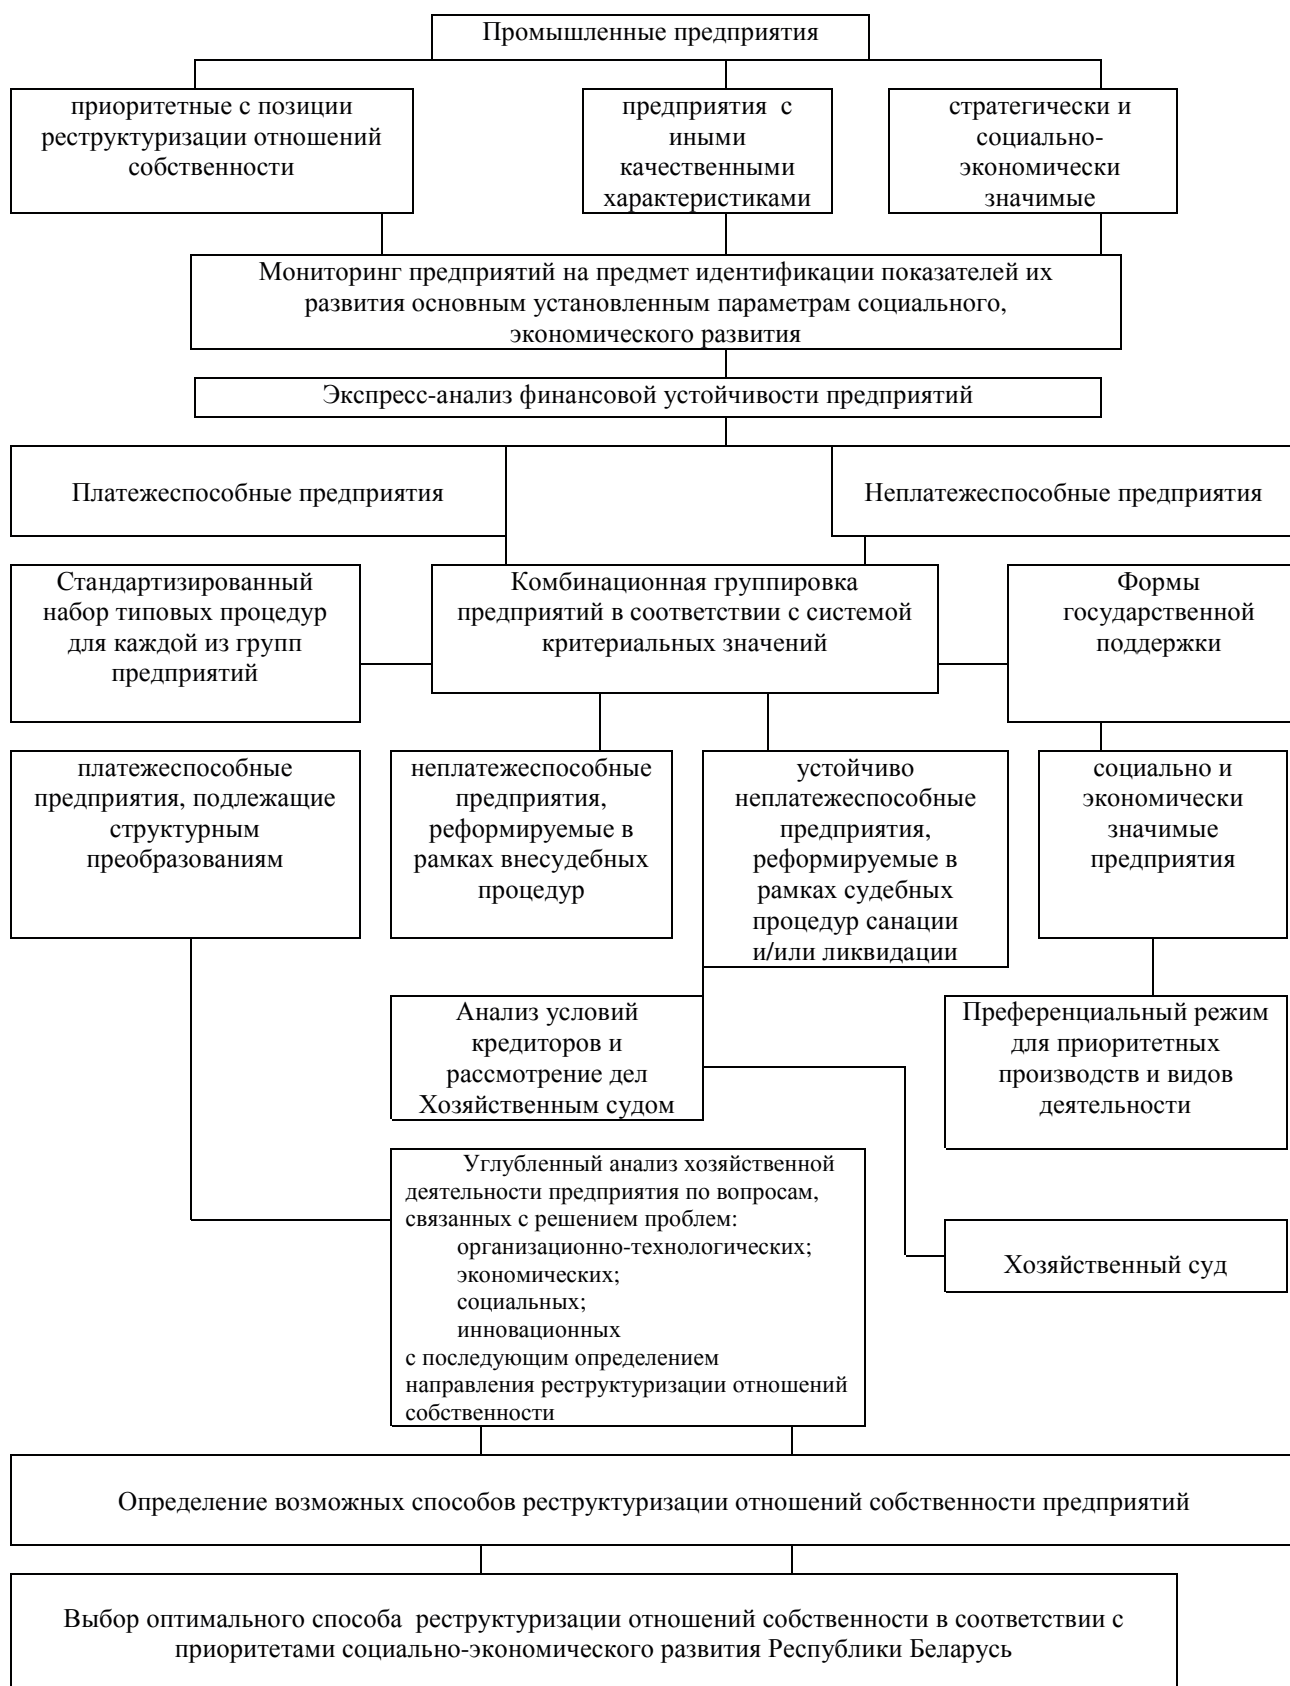 Промышленные предприятия
приоритетные с позиции
реструктуризации отношений
собственности
предприятия с
иными
качественными
характеристиками
стратегически и
социально-
экономически
значимые
Мониторинг предприятий на предмет идентификации показателей их
развития основным установленным параметрам социального,
экономического развития
Экспресс-анализ финансовой устойчивости предприятий
Платежеспособные предприятия
Неплатежеспособные предприятия
Стандартизированный
набор типовых процедур
для каждой из групп
предприятий
Комбинационная группировка
предприятий в соответствии с системой
критериальных значений
Формы
государственной
поддержки
платежеспособные
предприятия, подлежащие
структурным
преобразованиям
неплатежеспособные
предприятия,
реформируемые в
рамках внесудебных
процедур
устойчиво
неплатежеспособные
предприятия,
реформируемые в
рамках судебных
процедур санации
и/или ликвидации
социально и
экономически
значимые
предприятия
Анализ условий
кредиторов и
рассмотрение дел
Хозяйственным судом
Преференциальный режим
для приоритетных
производств и видов
деятельности
Углубленный анализ хозяйственной
деятельности предприятия по вопросам,
связанных с решением проблем:
организационно-технологических;
экономических;
социальных;
инновационных
с последующим определением
направления реструктуризации отношений
собственности
Хозяйственный суд
Определение возможных способов реструктуризации отношений собственности предприятий
Выбор оптимального способа реструктуризации отношений собственности в соответствии с
приоритетами социально-экономического развития Республики Беларусь